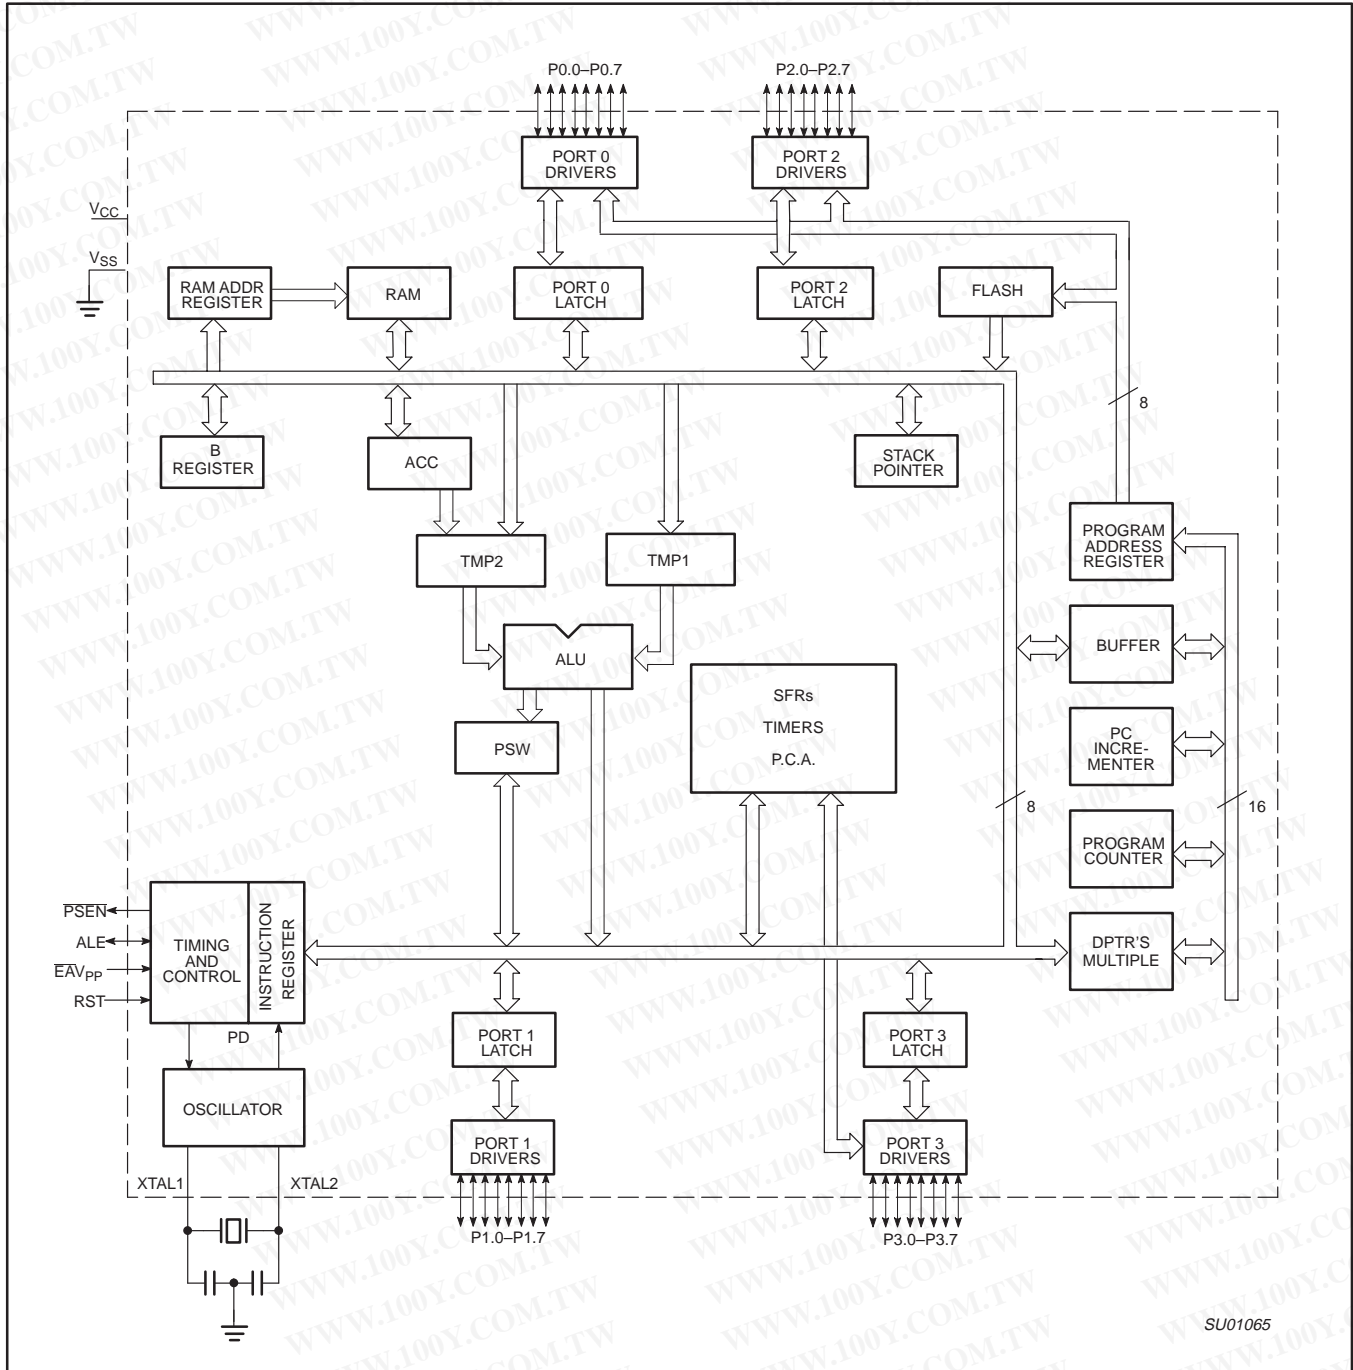 P0.0–P0.7
P2.0–P2.7
PORT 0
DRIVERS
PORT 2
DRIVERS
VCC
VSS
RAM ADDR
REGISTER
RAM
PORT 0
LATCH
PORT 2
LATCH
FLASH
8
B
REGISTER
ACC
STACK
POINTER
PROGRAM
ADDRESS
REGISTER
TMP2
TMP1
BUFFER
ALU
SFRs
TIMERS
P.C.A.
PSW
PC
INCRE-
MENTER
8
16
PROGRAM
COUNTER
PSEN
ALE
EAVPP
RST
TIMING
AND
CONTROL
INSTRUCTION
REGISTER
DPTR'S
MULTIPLE
PD
PORT 1
LATCH
PORT 3
LATCH
OSCILLATOR
PORT 1
DRIVERS
PORT 3
DRIVERS
XTAL1
XTAL2
P1.0–P1.7
P3.0–P3.7
SU01065
WWW.100Y.COM.TW